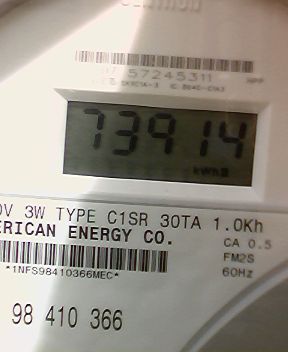 57245311
73914
kWh
0V 3W TYPE C1SR 30TA 1.0Kh
ERICAN ENERGY CO.
CA 0.5
FM2S
60Hz
*1NFS98410366MEC*
98 410 366